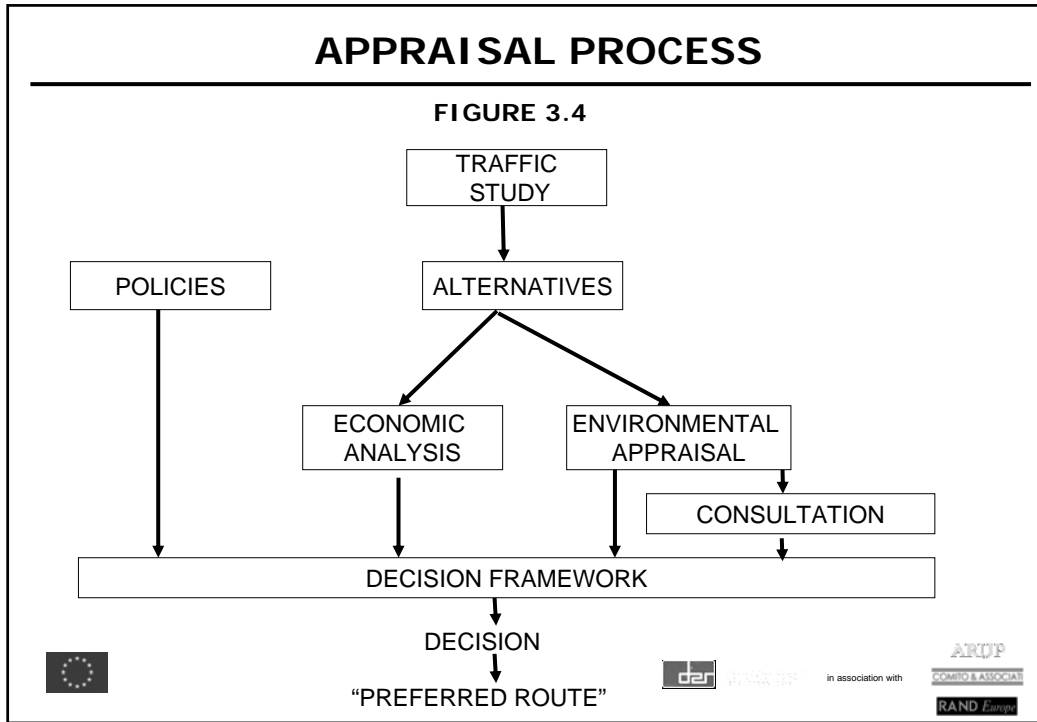 APPRAISAL PROCESS
FIGURE 3.4
TRAFFIC
STUDY
POLICIES
ALTERNATIVES
ECONOMIC
ANALYSIS
ENVIRONMENTAL
APPRAISAL
CONSULTATION
DECISION FRAMEWORK
DECISION
“PREFERRED ROUTE”
in association with
ARUP
COMITO & ASSOCIATI
RAND Europe